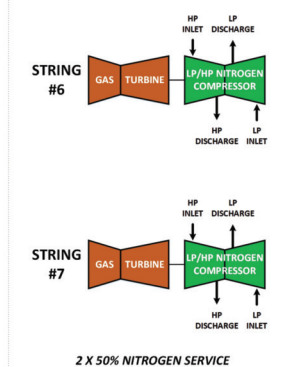 HP LP
INLET DISCHARGE
STRING
#6
GAS TURBINE
LP/HP NITROGEN
COMPRESSOR
HP LP
DISCHARGE INLET
HP LP
INLET DISCHARGE
STRING
#7
GAS TURBINE
LP/HP NITROGEN
COMPRESSOR
HP LP
DISCHARGE INLET
2 X 50% NITROGEN SERVICE